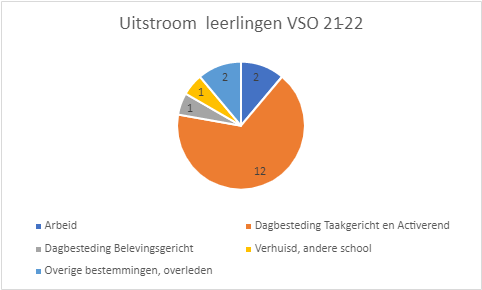 Uitstroom leerlingen VSO 21-22
2
2
1
1
12
Arbeid
Dagbesteding Taakgericht en Activerend
Dagbesteding Belevingsgericht
Verhuisd, andere school
Overige bestemmingen, overleden